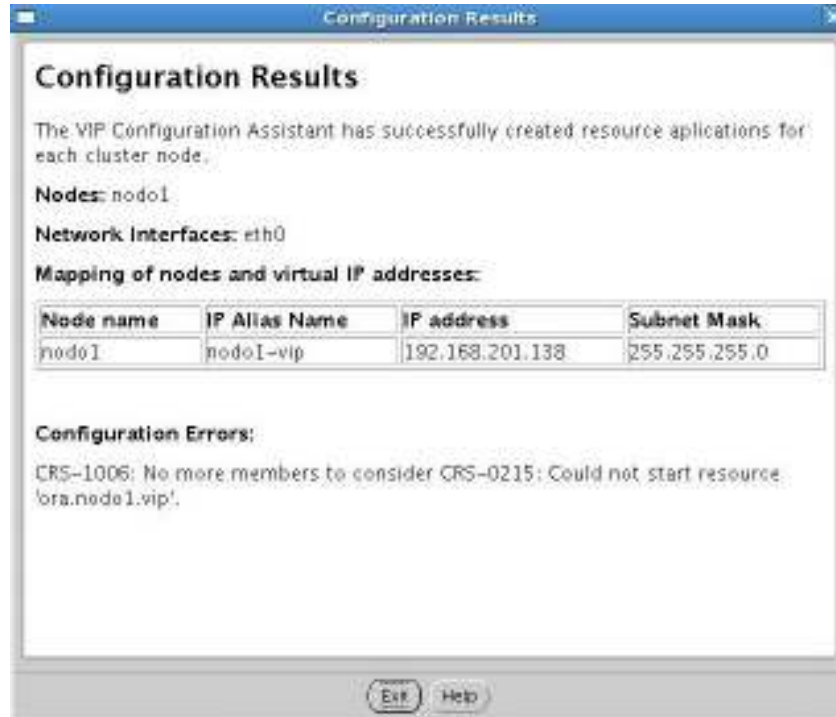 Configuration Results
Configuration Results
The VIP Configuration Assistant has successfully created resource aplications for
each cluster node.
Nodes: nodo1
Network Interfaces: eth0
Mapping of nodes and virtual IP addresses:
Node name IP Alias Name IP address Subnet Mask
nodo1 nodo1-vip 192.168.201.138 255.255.255.0
Configuration Errors:
CRS-1006: No more members to consider CRS-0215: Could not start resource
'ora.nodo1.vip'.
Exit Help